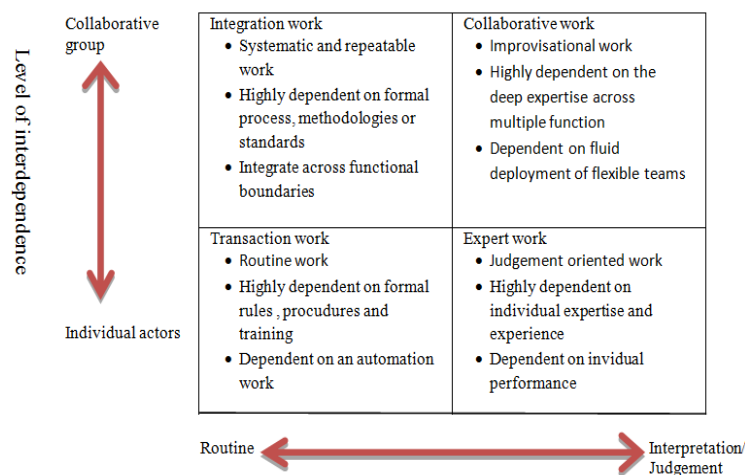 Collaborative
group
Level of interdependence
Individual actors
Integration work
• Systematic and repeatable
work
• Highly dependent on formal
process, methodologies or
standards
• Integrate across functional
boundaries
Collaborative work
• Improvisational work
• Highly dependent on the
deep expertise across
multiple function
• Dependent on fluid
deployment of flexible teams
Transaction work
• Routine work
• Highly dependent on formal
rules , procudures and
training
• Dependent on an automation
work
Expert work
• Judgement oriented work
• Highly dependent on
individual expertise and
experience
• Dependent on invidual
performance
Routine
Interpretation/
Judgement